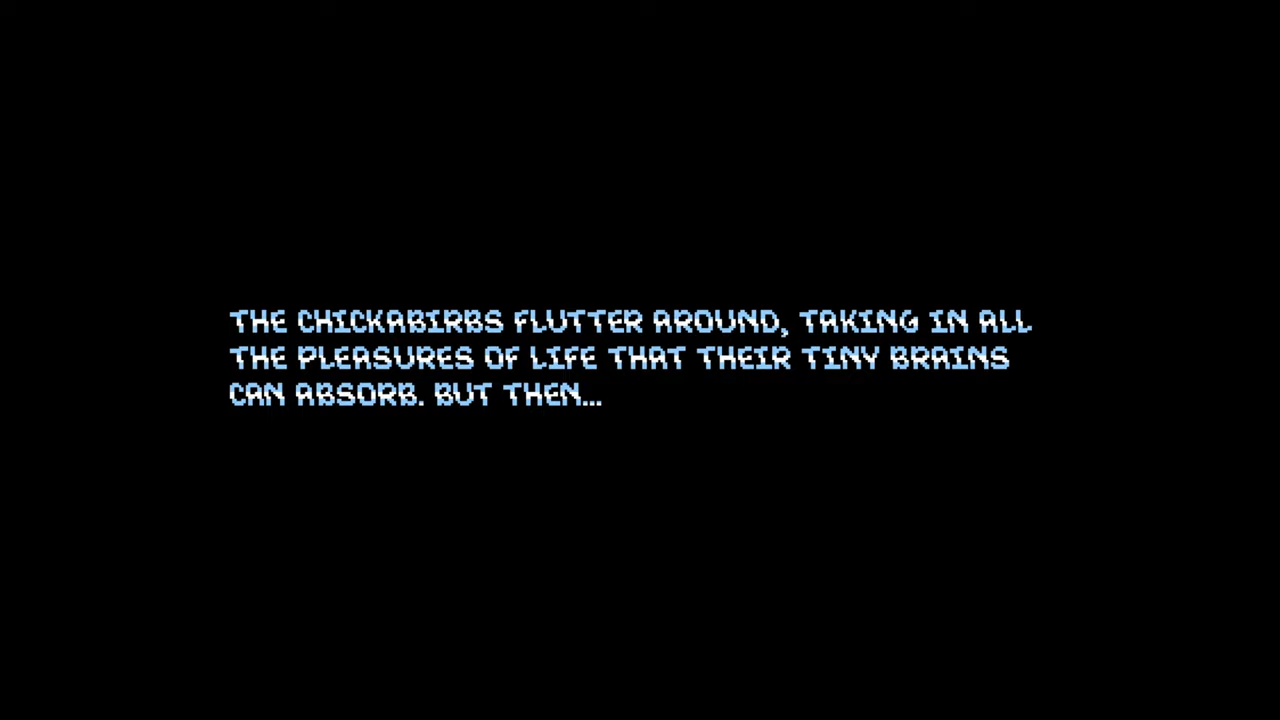 THE CHICKABIRBS FLUTTER AROUND, TAKING IN ALL
THE PLEASURES OF LIFE THAT THEIR TINY BRAINS
CAN ABSORB. BUT THEN...